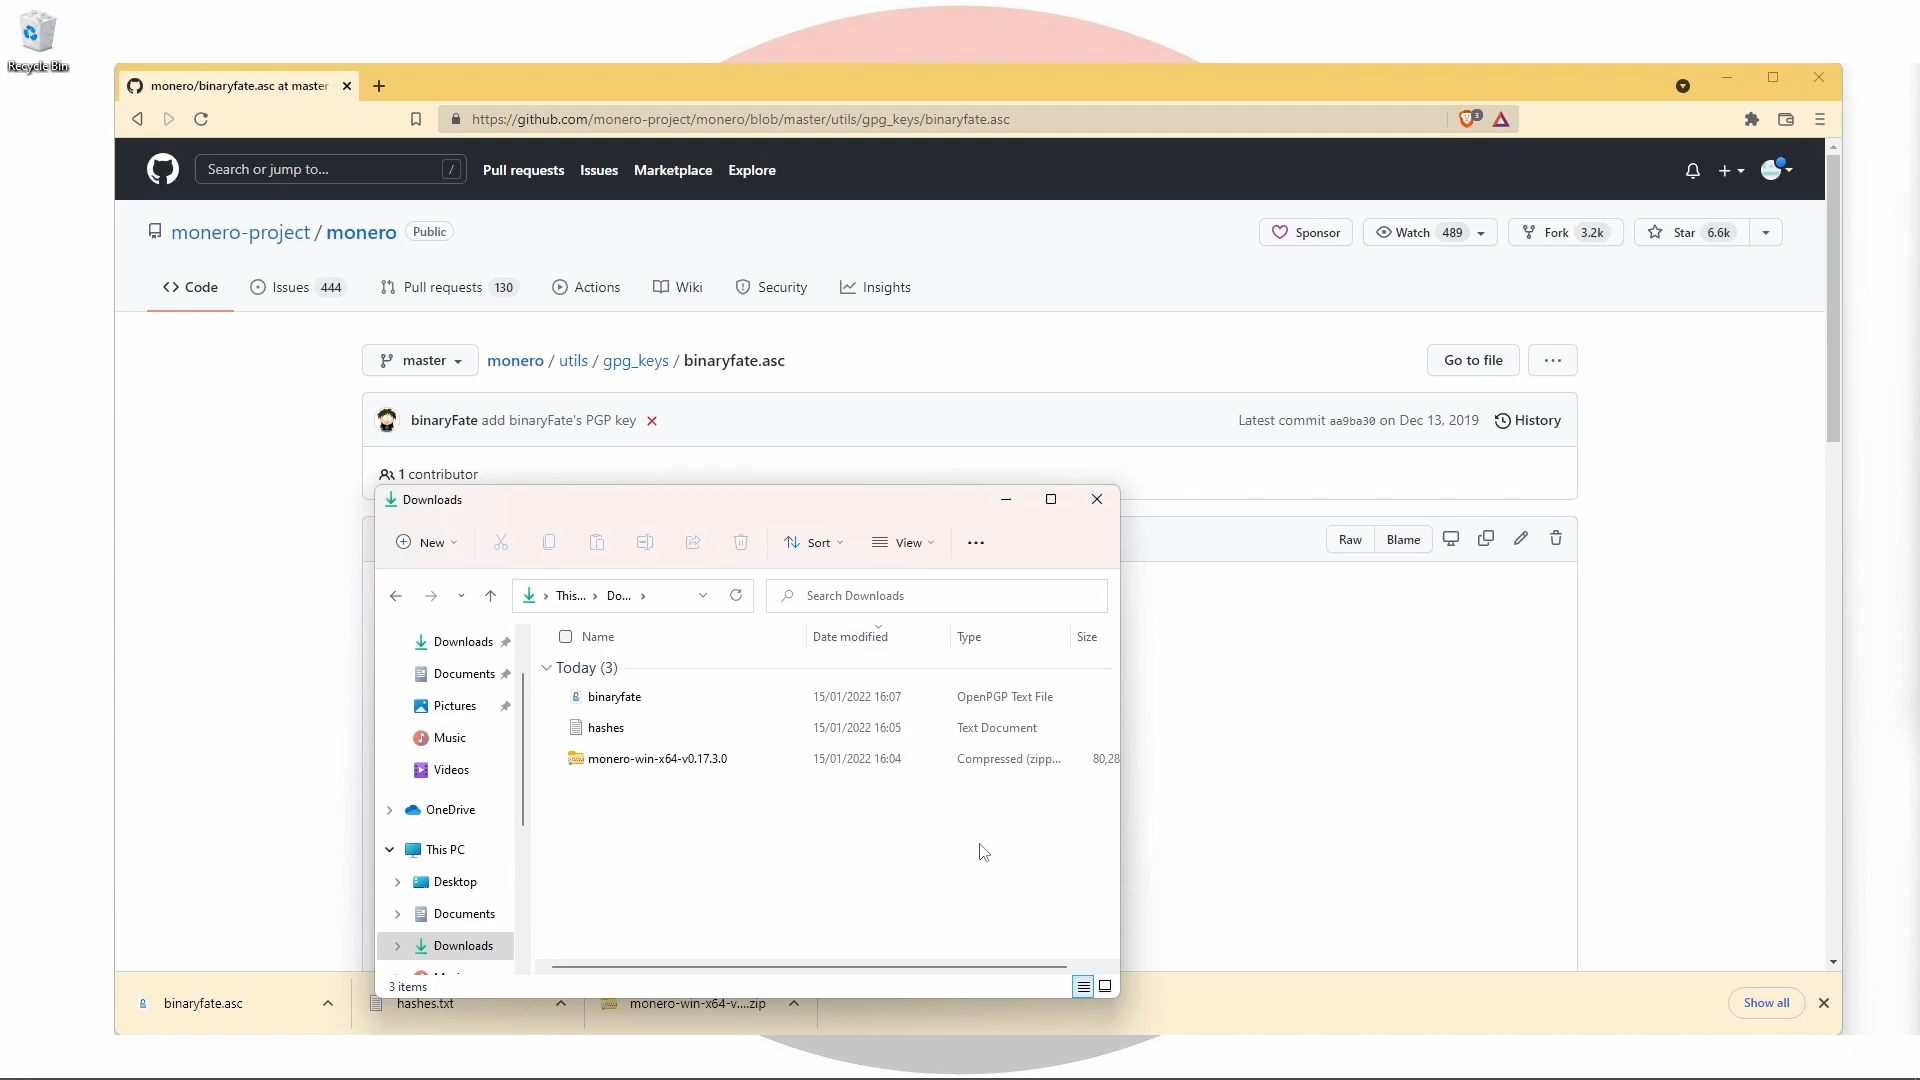 Recycle Bin
monero/binaryfate.asc at master
https://github.com/monero-project/monero/blob/master/utils/gpg_keys/binaryfate.asc
3
Search or jump to...
/
Pull requests
Issues
Marketplace
Explore
monero-project / monero
Public
Sponsor
Watch 489
Fork 3.2k
Star 6.6k
Code
Issues 444
Pull requests 130
Actions
Wiki
Security
Insights
master
monero / utils / gpg_keys / binaryfate.asc
Go to file
binaryFate add binaryFate's PGP key
Latest commit aa9ba30 on Dec 13, 2019
History
1 contributor
Raw
Blame
Downloads
New
Sort
View
This...
Do...
Search Downloads
Downloads
Documents
Pictures
Music
Videos
OneDrive
This PC
Desktop
Documents
Downloads
Name
Date modified
Type
Size
Today (3)
binaryfate
15/01/2022 16:07
OpenPGP Text File
hashes
15/01/2022 16:05
Text Document
monero-win-x64-v0.17.3.0
15/01/2022 16:04
Compressed (zipp...
80,28
3 items
binaryfate.asc
hashes.txt
monero-win-x64-v....zip
Show all